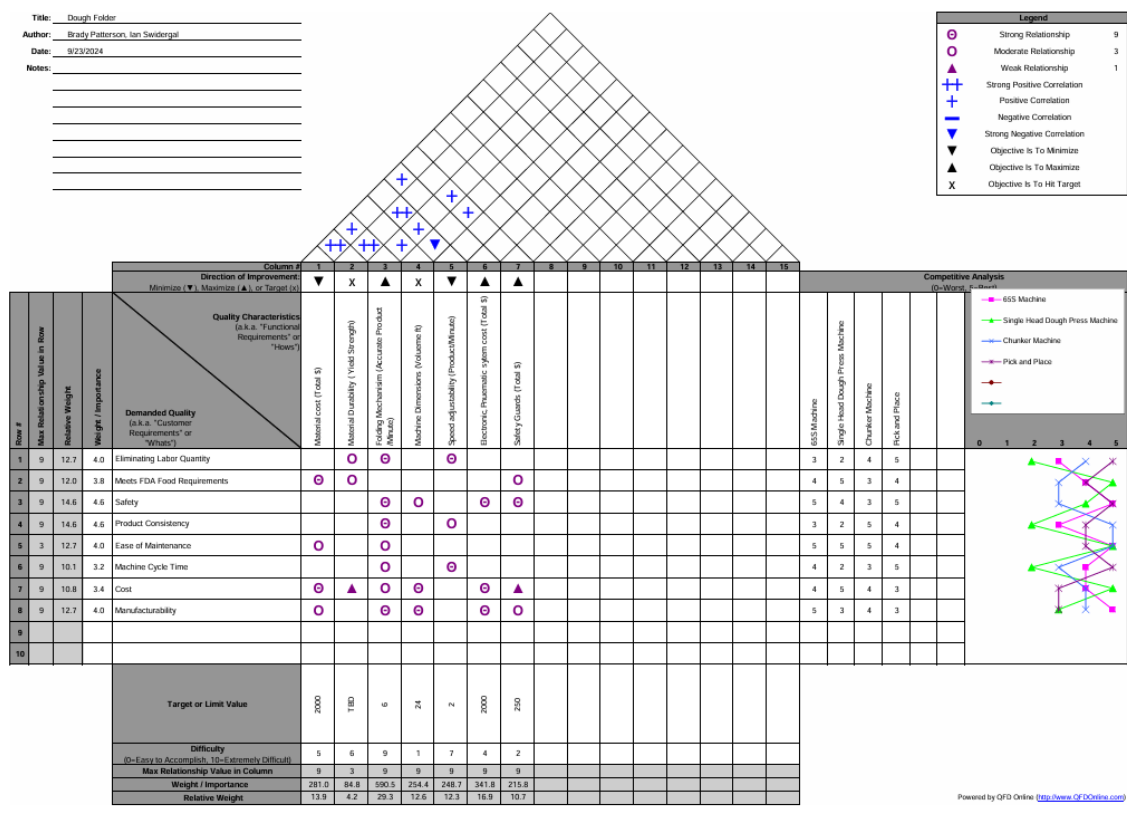 Title: Dough Folder
Author: Brady Patterson, Ian Swidergal
Date: 9/23/2024
Notes:
Legend
Strong Relationship 9
Moderate Relationship 3
Weak Relationship 1
Strong Positive Correlation
Positive Correlation
Negative Correlation
Strong Negative Correlation
Objective Is To Minimize
Objective Is To Maximize
X Objective Is To Hit Target
Column # 1 2 3 4 5 6 7 8 9 10 11 12 13 14 15
Direction of Improvement:
Minimize (▼), Maximize (▲), or Target (x)
▼ X ▲ X ▼ ▲ ▲
Competitive Analysis
(0=Worst, 5=Best)
Row #
Max Relationship Value in Row
Relative Weight
Weight / Importance
Quality Characteristics
(a.k.a. "Functional
Requirements" or
"Hows")
Demanded Quality
(a.k.a. "Customer
Requirements" or
"Whats")
Material cost (Total $)
Material Durability ( Yield Strength)
Folding Mechanisim (Accurate Product
/Minute)
Machine Dimensions (Volueme ft)
Speed adjustability (Product/Minute)
Electronic, Pnuematic sytem cost (Total $)
Safety Guards (Total $)
65S Machine
Single Head Dough Press Machine
Chunker Machine
Pick and Place
65S Machine
Single Head Dough Press Machine
Chunker Machine
Pick and Place
0 1 2 3 4 5
1 9 12.7 4.0 Eliminating Labor Quantity Ο Θ Θ 3 2 4 5
2 9 12.0 3.8 Meets FDA Food Requirements Θ Ο Ο 4 5 3 4
3 9 14.6 4.6 Safety Θ Ο Θ Θ 5 4 3 5
4 9 14.6 4.6 Product Consistency Θ Ο 3 2 5 4
5 3 12.7 4.0 Ease of Maintenance Ο Ο 5 5 5 4
6 9 10.1 3.2 Machine Cycle Time Ο Θ 4 2 3 5
7 9 10.8 3.4 Cost Θ ▲ Ο Θ Θ ▲ 4 5 4 3
8 9 12.7 4.0 Manufacturability Ο Θ Θ Θ Ο 5 3 4 3
9
10
Target or Limit Value 2000 TBD 6 24 2 2000 250
Difficulty
(0=Easy to Accomplish, 10=Extremely Difficult)
5 6 9 1 7 4 2
Max Relationship Value in Column 9 3 9 9 9 9 9
Weight / Importance 281.0 84.8 590.5 254.4 248.7 341.8 215.8
Relative Weight 13.9 4.2 29.3 12.6 12.3 16.9 10.7
Powered by QFD Online (http://www.QFDOnline.com)